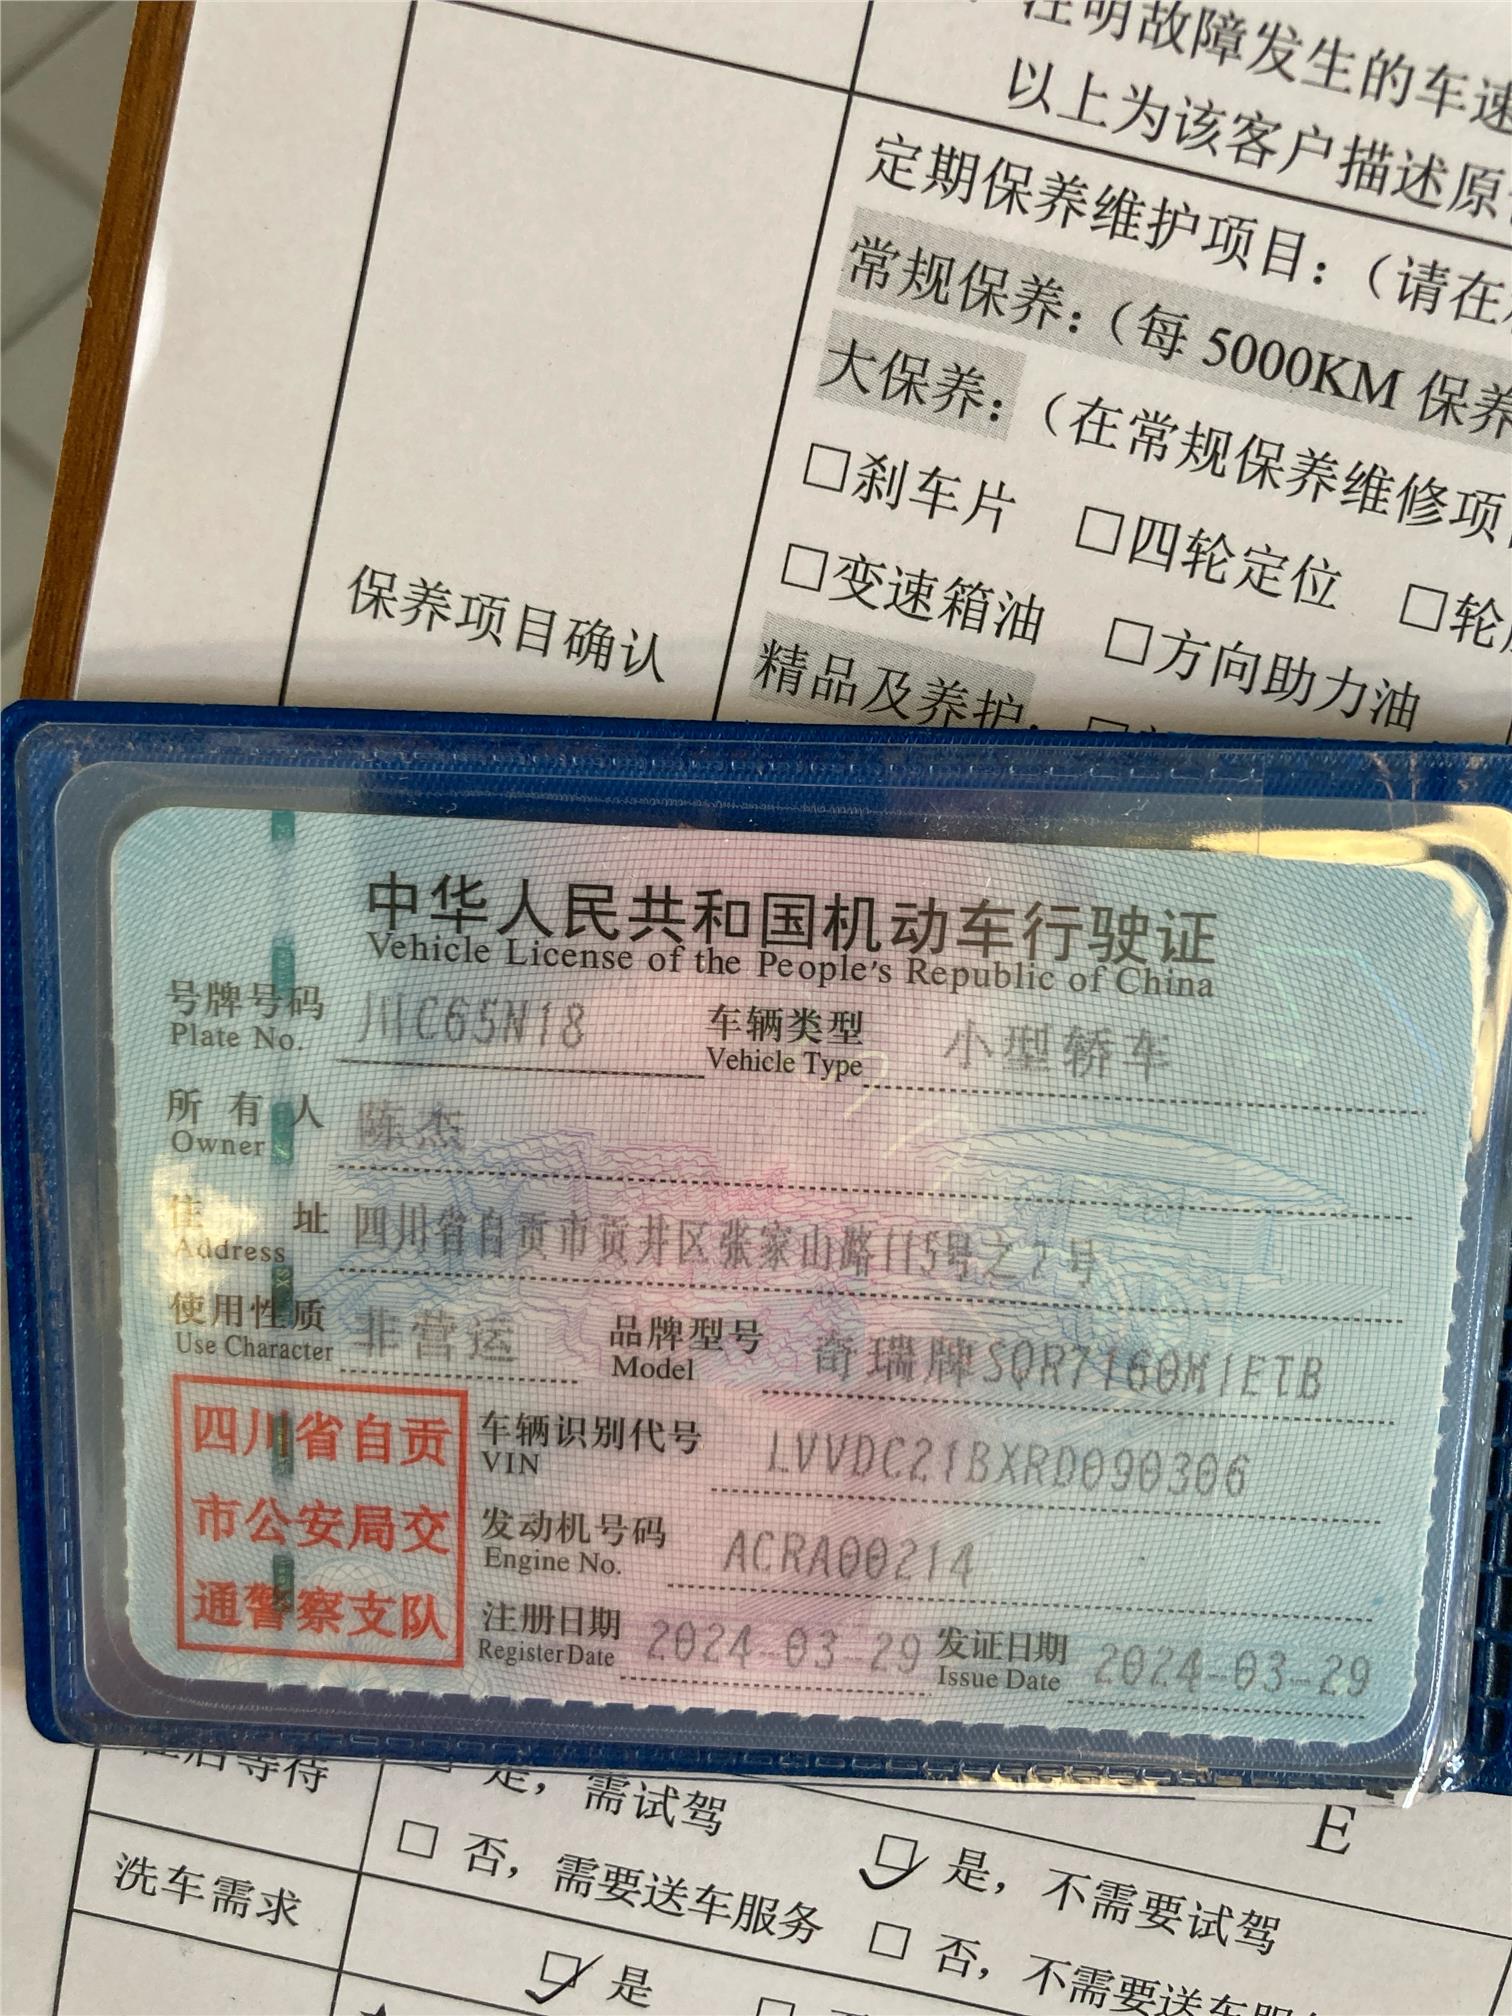 注明故障发生的车速
以上为该客户描述原
定期保养维护项目：（请在
常规保养：（每 5000KM 保养
大保养：（在常规保养维修项
□刹车片 □四轮定位 □轮
□变速箱油 □方向助力油
保养项目确认
精品及养护：
中华人民共和国机动车行驶证
Vehicle License of the People's Republic of China
号牌号码 川C65N18 车辆类型 小型轿车
Plate No. Vehicle Type
所有人 陈杰
Owner
住址 四川省自贡市贡井区张家山路115号之7号
Address
使用性质 非营运 品牌型号 奇瑞牌SQR7160M1ETB
Use Character Model
四川省自贡
市公安局交
通警察支队
车辆识别代号 LVVDC21BXRD090306
VIN
发动机号码 ACRA00214
Engine No.
注册日期 2024-03-29 发证日期 2024-03-29
Register Date Issue Date
E
在店等待 是，需试驾 ☑ 是，不需要试驾
□ 否，需要送车服务 □ 否，不需要送车服
洗车需求 ☑ 是